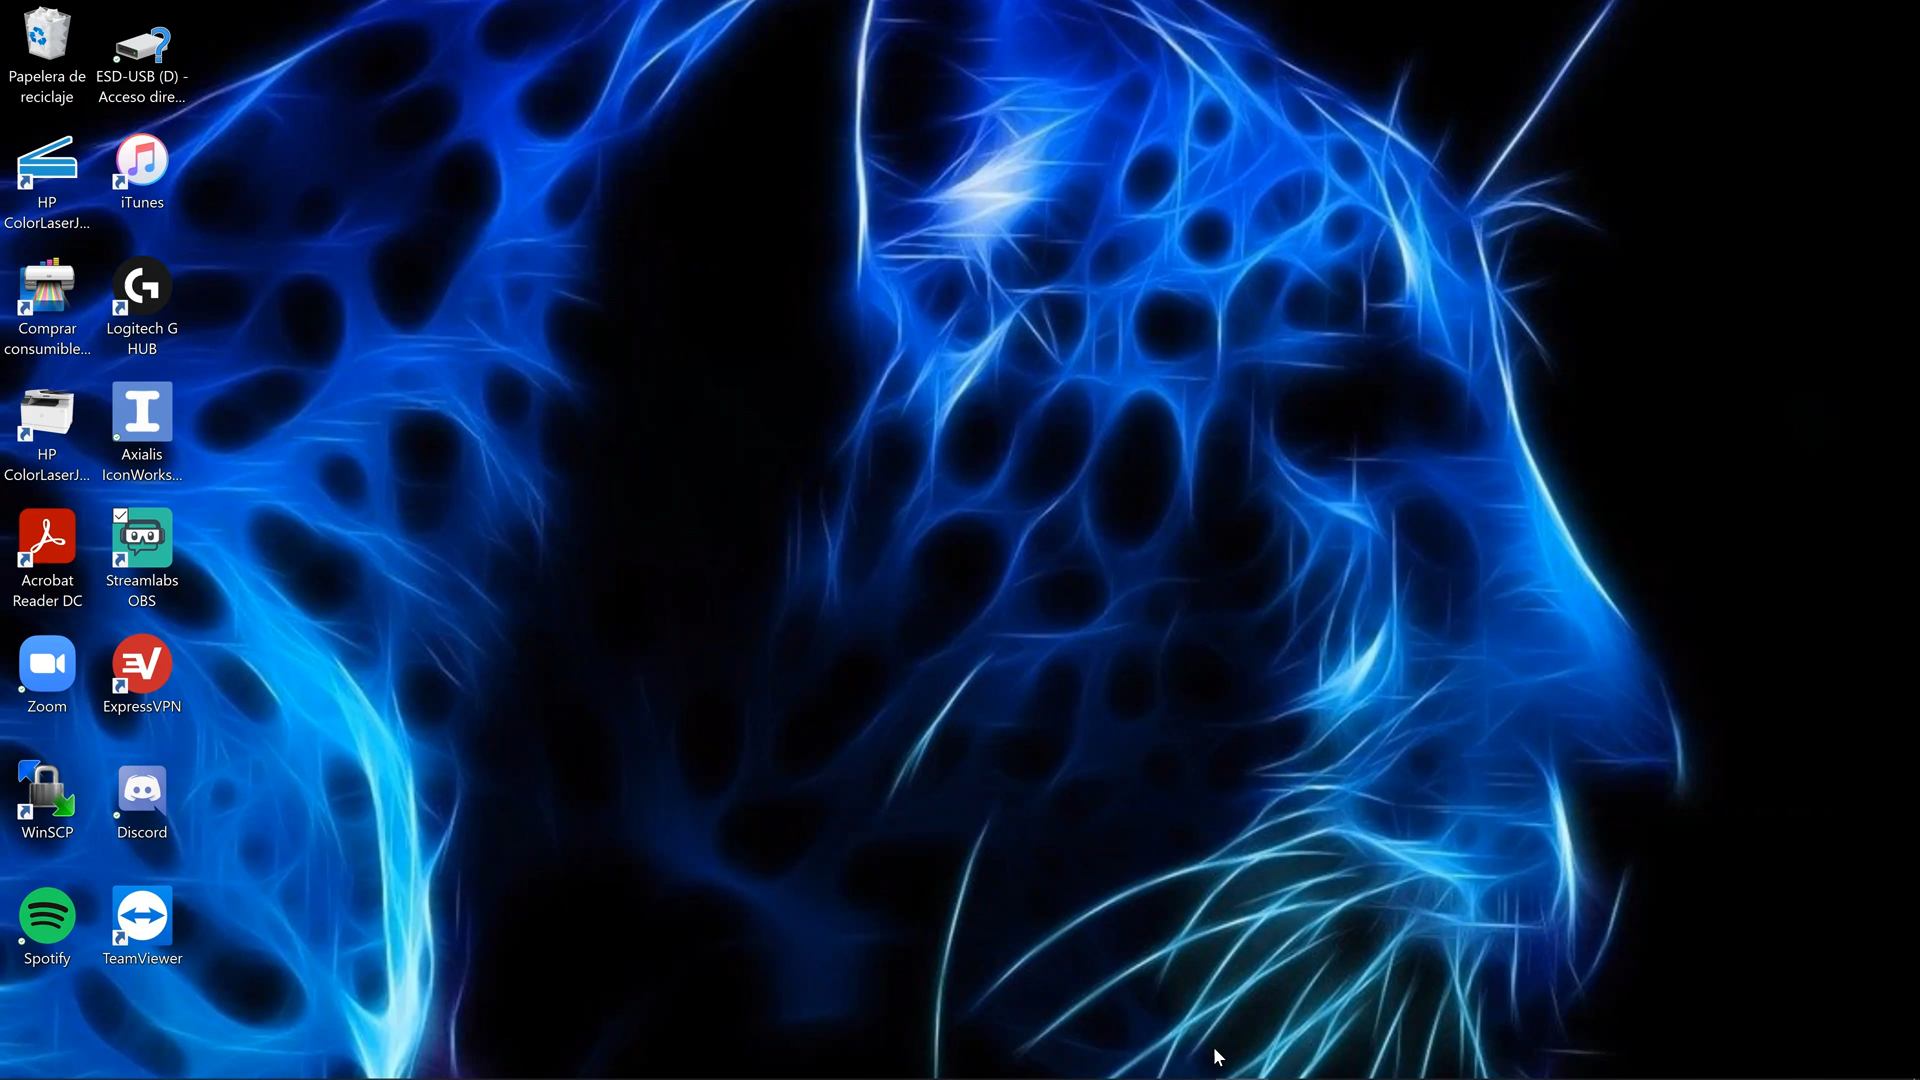 Papelera de
reciclaje
ESD-USB (D) -
Acceso dire...
HP
ColorLaserJ...
iTunes
Comprar
consumible...
Logitech G
HUB
HP
ColorLaserJ...
Axialis
IconWorks...
Acrobat
Reader DC
Streamlabs
OBS
Zoom
ExpressVPN
WinSCP
Discord
Spotify
TeamViewer